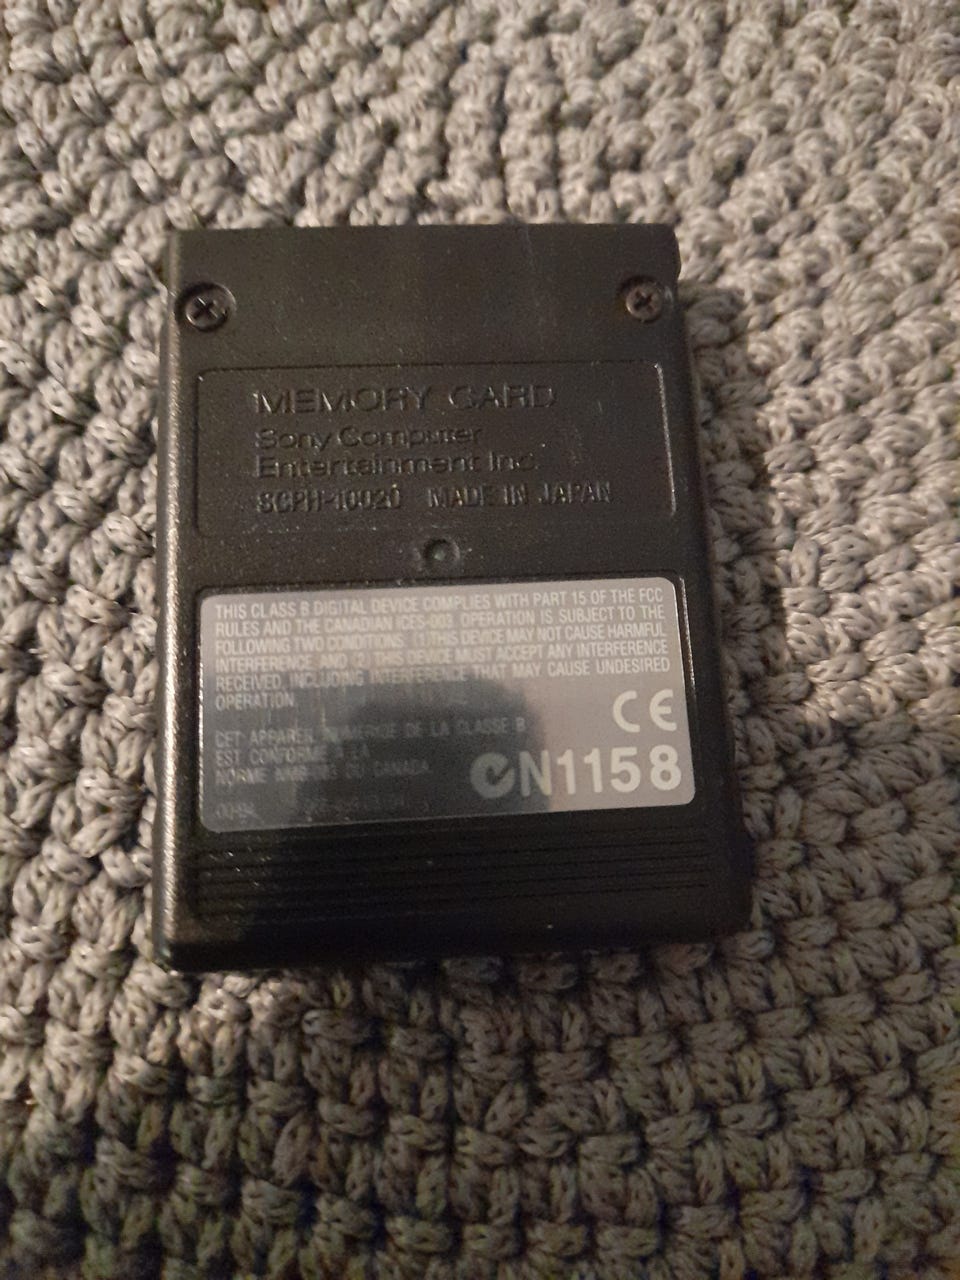 MEMORY CARD
Sony Computer
Entertainment Inc.
SCPH-10020 MADE IN JAPAN
THIS CLASS B DIGITAL DEVICE COMPLIES WITH PART 15 OF THE FCC
RULES AND THE CANADIAN ICES-003. OPERATION IS SUBJECT TO THE
FOLLOWING TWO CONDITIONS: (1) THIS DEVICE MAY NOT CAUSE HARMFUL
INTERFERENCE, AND (2) THIS DEVICE MUST ACCEPT ANY INTERFERENCE
RECEIVED, INCLUDING INTERFERENCE THAT MAY CAUSE UNDESIRED
OPERATION.
CE
CET APPAREIL NUMERIQUE DE LA CLASSE B
EST CONFORME A LA
NORME NMB-003 DU CANADA
N1158